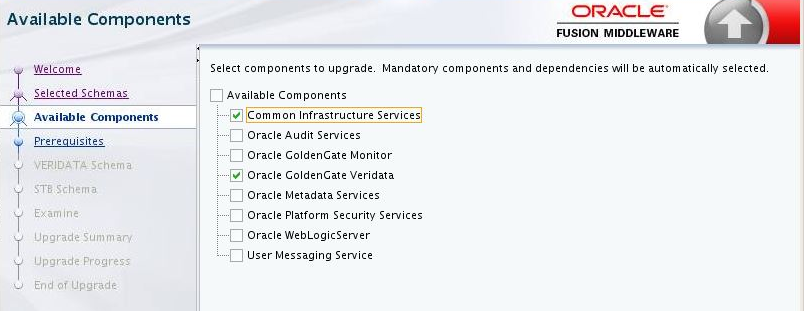 Available Components
ORACLE
FUSION MIDDLEWARE
Welcome
Selected Schemas
Available Components
Prerequisites
VERIDATA Schema
STB Schema
Examine
Upgrade Summary
Upgrade Progress
End of Upgrade
Select components to upgrade. Mandatory components and dependencies will be automatically selected.
Available Components
Common Infrastructure Services
Oracle Audit Services
Oracle GoldenGate Monitor
Oracle GoldenGate Veridata
Oracle Metadata Services
Oracle Platform Security Services
Oracle WebLogicServer
User Messaging Service